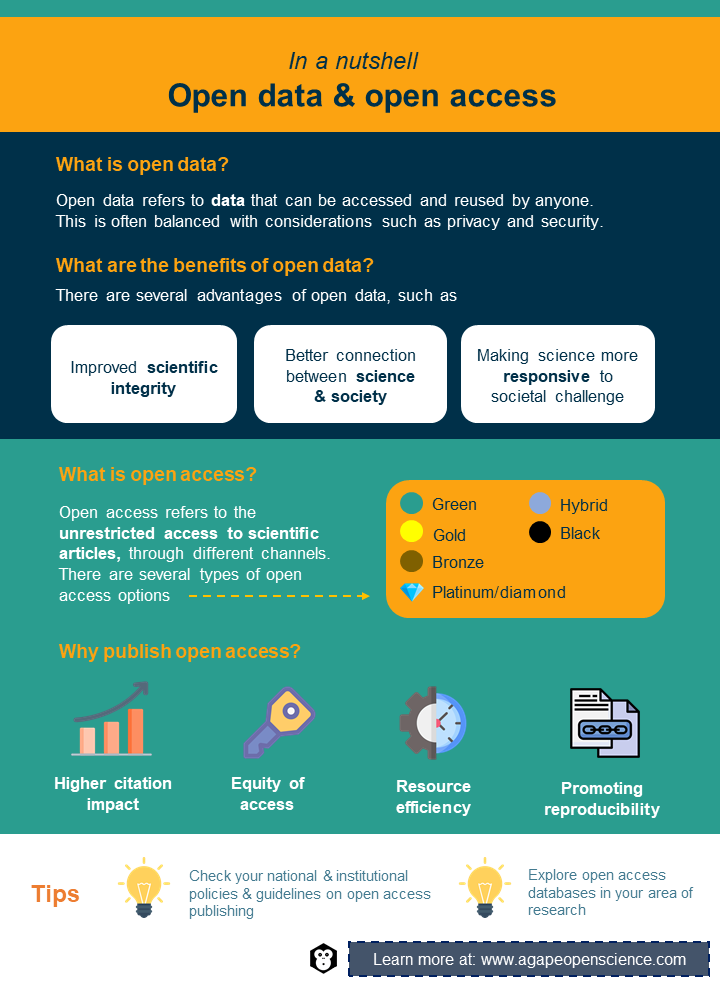 In a nutshell
Open data & open access
What is open data?
Open data refers to data that can be accessed and reused by anyone.
This is often balanced with considerations such as privacy and security.
What are the benefits of open data?
There are several advantages of open data, such as
Improved scientific
integrity
Better connection
between science
& society
Making science more
responsive to
societal challenge
What is open access?
Open access refers to the
unrestricted access to scientific
articles, through different channels.
There are several types of open
access options
Green
Gold
Bronze
Platinum/diamond
Hybrid
Black
Why publish open access?
Higher citation
impact
Equity of
access
Resource
efficiency
Promoting
reproducibility
Tips
Check your national & institutional
policies & guidelines on open access
publishing
Explore open access
databases in your area of
research
Learn more at: www.agapeopenscience.com